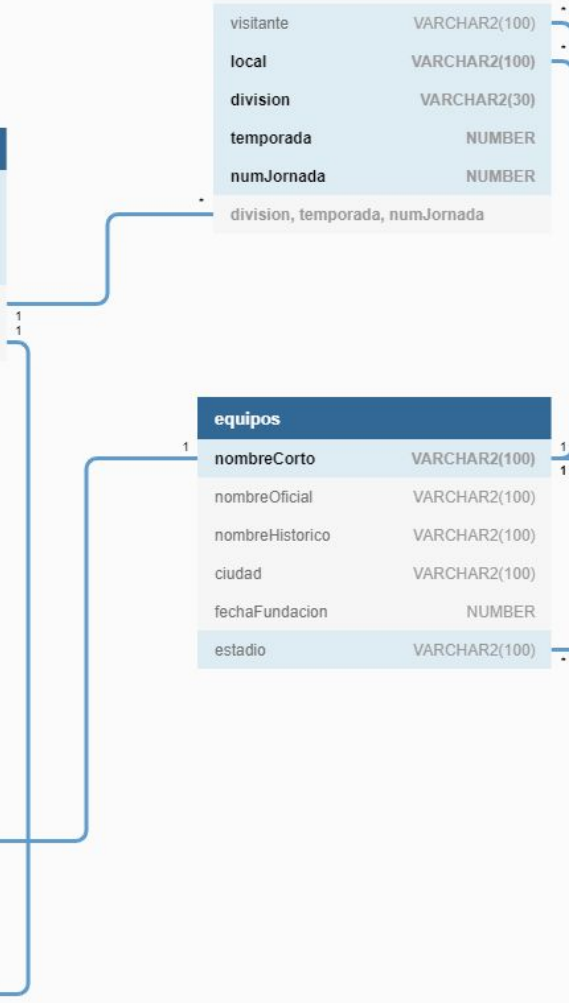 visitante VARCHAR2(100) *
local VARCHAR2(100) *
division VARCHAR2(30)
temporada NUMBER
numJornada NUMBER
*
division, temporada, numJornada
1
1
equipos
1 nombreCorto VARCHAR2(100) 1
1
nombreOficial VARCHAR2(100)
nombreHistorico VARCHAR2(100)
ciudad VARCHAR2(100)
fechaFundacion NUMBER
estadio VARCHAR2(100) *